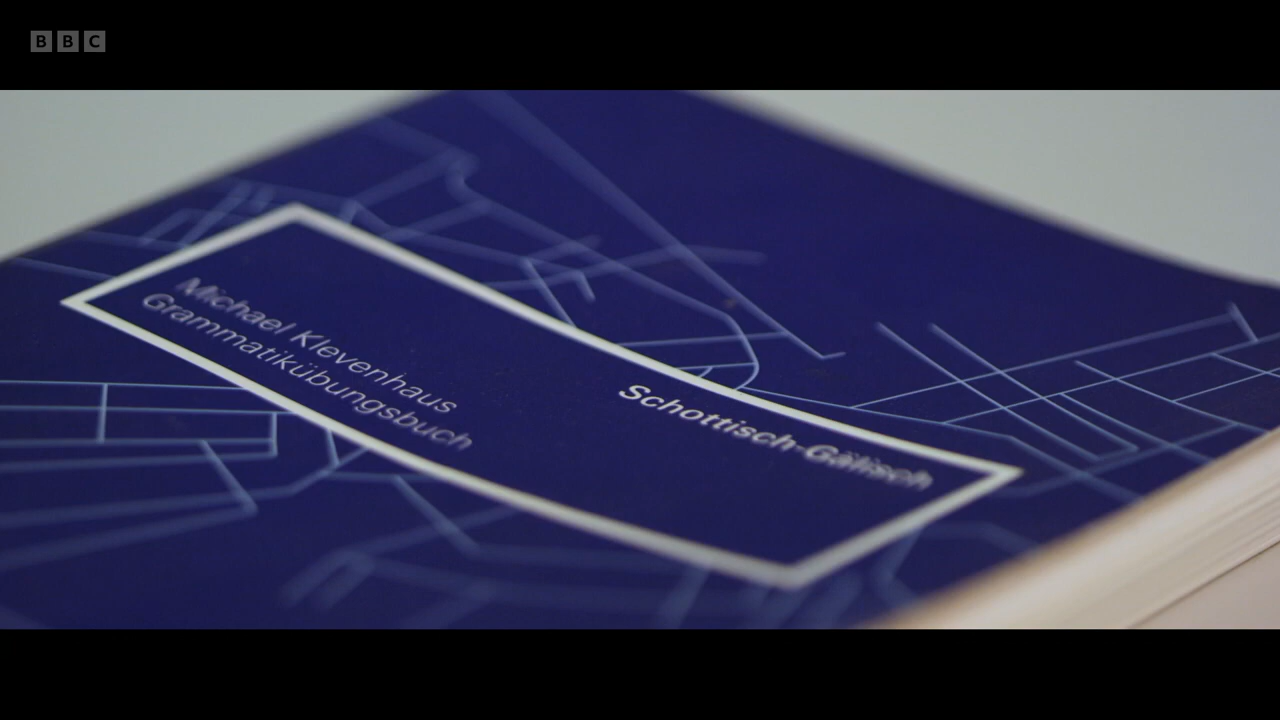 BBC
Michael Klevenhaus
Grammatikübungsbuch
Schottisch-Gälisch